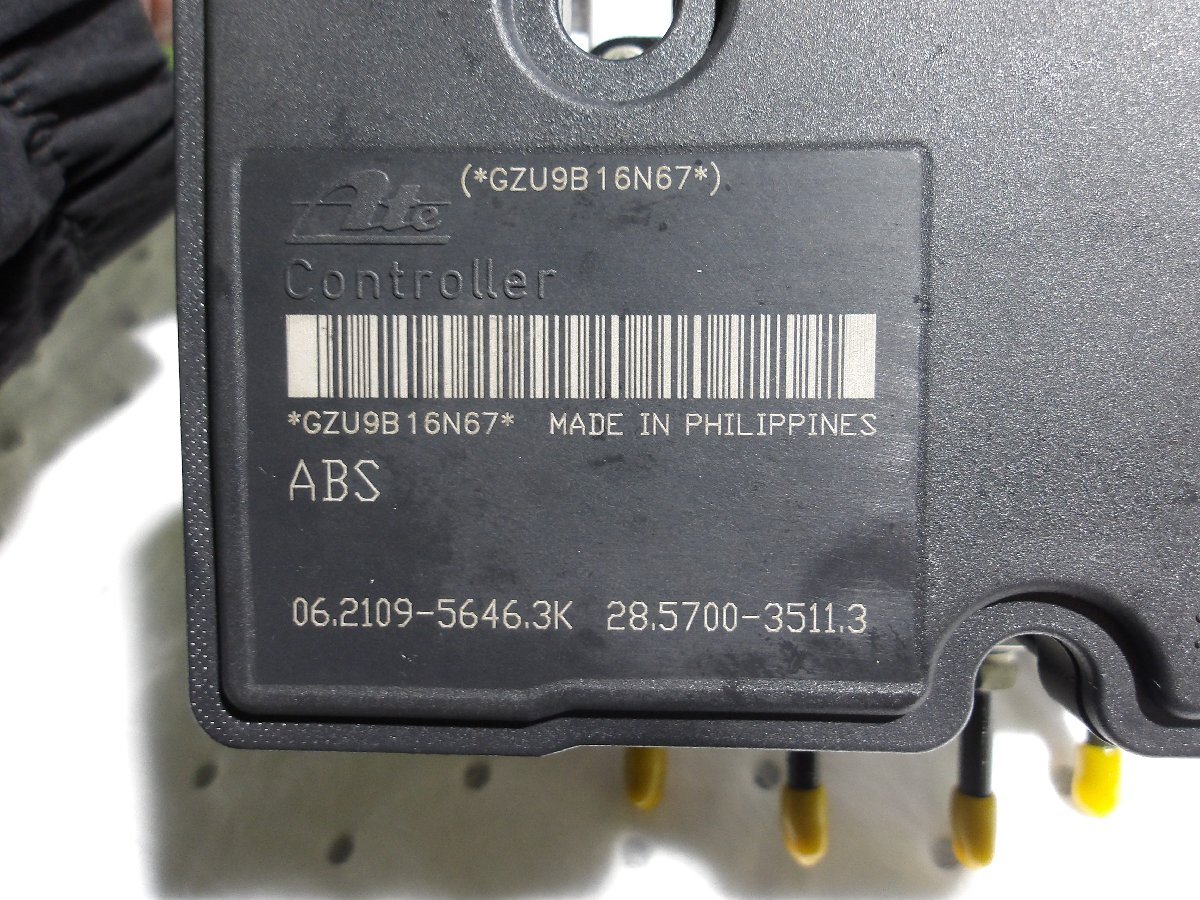 (*GZU9B16N67*)
Ate
Controller
*GZU9B16N67* MADE IN PHILIPPINES
ABS
06.2109-5646.3K 28.5700-3511.3